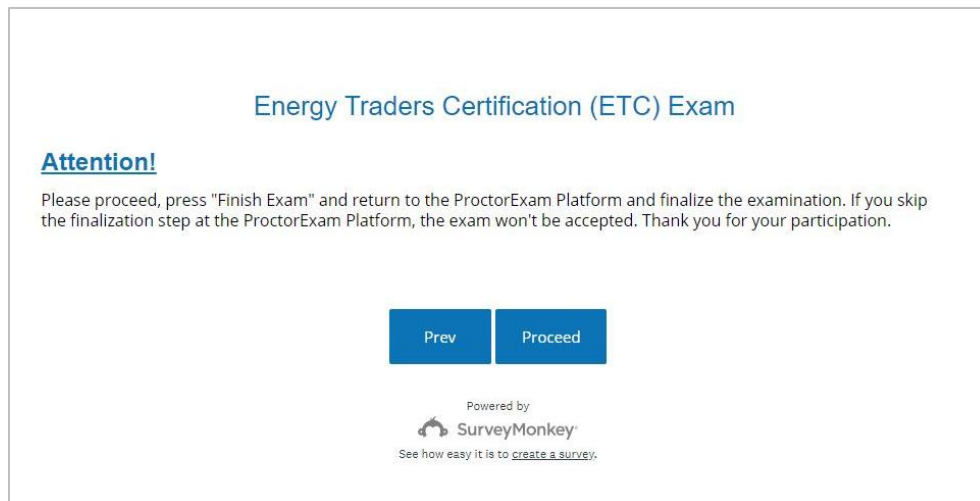 Energy Traders Certification (ETC) Exam
Attention!
Please proceed, press "Finish Exam" and return to the ProctorExam Platform and finalize the examination. If you skip
the finalization step at the ProctorExam Platform, the exam won't be accepted. Thank you for your participation.
Prev Proceed
Powered by
SurveyMonkey
See how easy it is to create a survey.